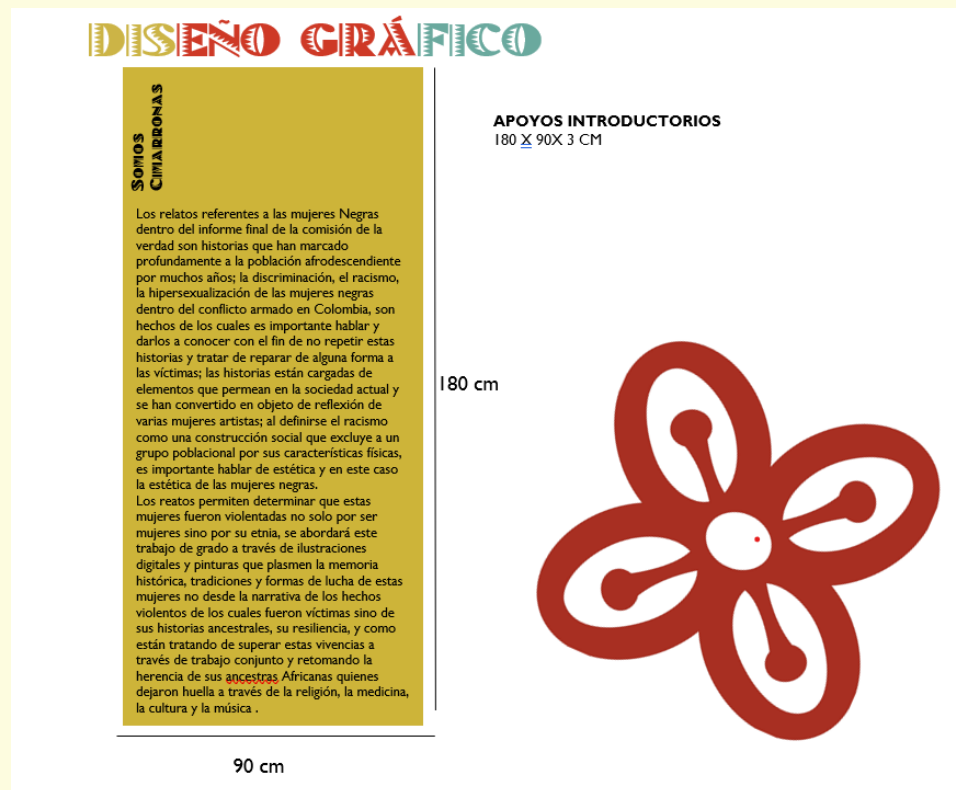 DISEÑO GRÁFICO
SOMOS
CIMARRONAS
Los relatos referentes a las mujeres Negras
dentro del informe final de la comisión de la
verdad son historias que han marcado
profundamente a la población afrodescendiente
por muchos años; la discriminación, el racismo,
la hipersexualización de las mujeres negras
dentro del conflicto armado en Colombia, son
hechos de los cuales es importante hablar y
darlos a conocer con el fin de no repetir estas
historias y tratar de reparar de alguna forma a
las víctimas; las historias están cargadas de
elementos que permean en la sociedad actual y
se han convertido en objeto de reflexión de
varias mujeres artistas; al definirse el racismo
como una construcción social que excluye a un
grupo poblacional por sus características físicas,
es importante hablar de estética y en este caso
la estética de las mujeres negras.
Los reatos permiten determinar que estas
mujeres fueron violentadas no solo por ser
mujeres sino por su etnia, se abordará este
trabajo de grado a través de ilustraciones
digitales y pinturas que plasmen la memoria
histórica, tradiciones y formas de lucha de estas
mujeres no desde la narrativa de los hechos
violentos de los cuales fueron víctimas sino de
sus historias ancestrales, su resiliencia, y como
están tratando de superar estas vivencias a
través de trabajo conjunto y retomando la
herencia de sus ancestras Africanas quienes
dejaron huella a través de la religión, la medicina,
la cultura y la música .
180 cm
90 cm
APOYOS INTRODUCTORIOS
180 X 90X 3 CM